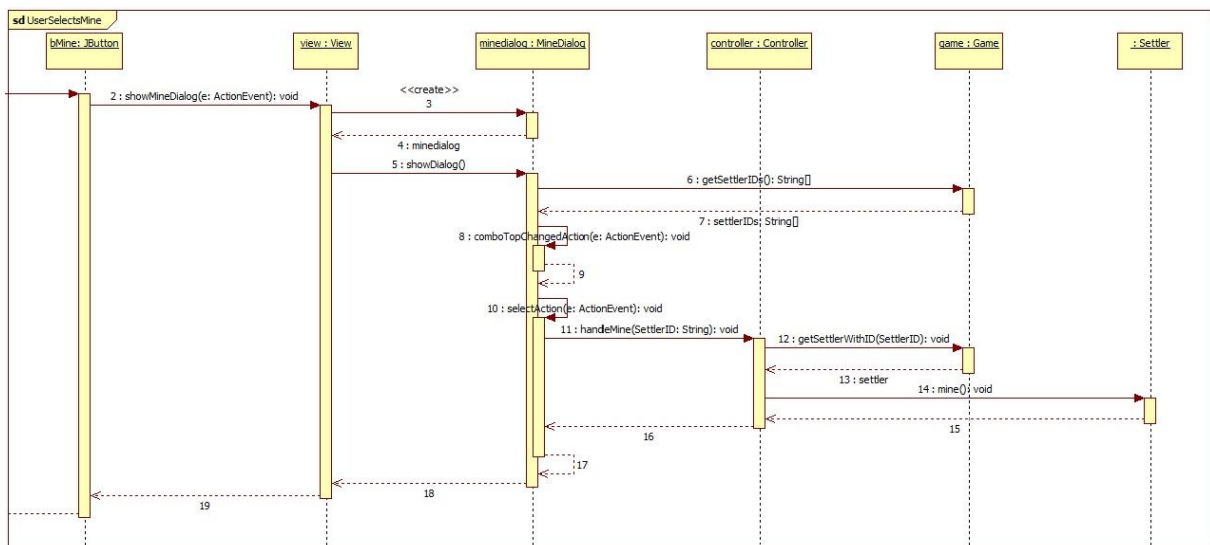 sd UserSelectsMine
bMine: JButton
view : View
minedialog : MineDialog
controller : Controller
game : Game
: Settler
2 : showMineDialog(e: ActionEvent): void
<<create>>
3
4 : minedialog
5 : showDialog()
6 : getSettlerIDs(): String[]
7 : settlerIDs: String[]
8 : comboTopChangedAction(e: ActionEvent): void
9
10 : selectAction(e: ActionEvent): void
11 : handleMine(SettlerID: String): void
12 : getSettlerWithID(SettlerID): void
13 : settler
14 : mine(): void
15
16
17
18
19